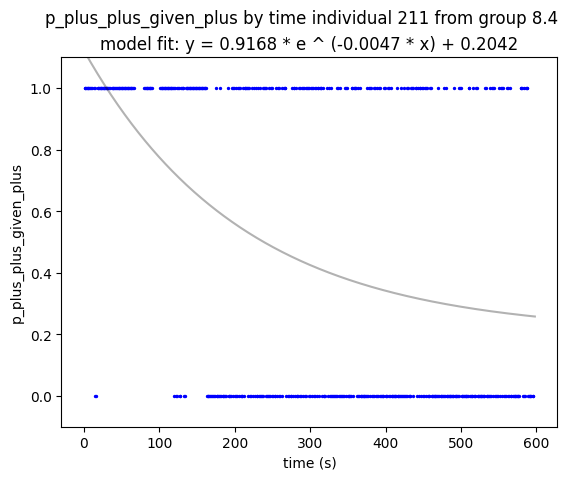 p_plus_plus_given_plus by time individual 211 from group 8.4
model fit: y = 0.9168 * e ^ (-0.0047 * x) + 0.2042
p_plus_plus_given_plus
1.0
0.8
0.6
0.4
0.2
0.0
0 100 200 300 400 500 600
time (s)